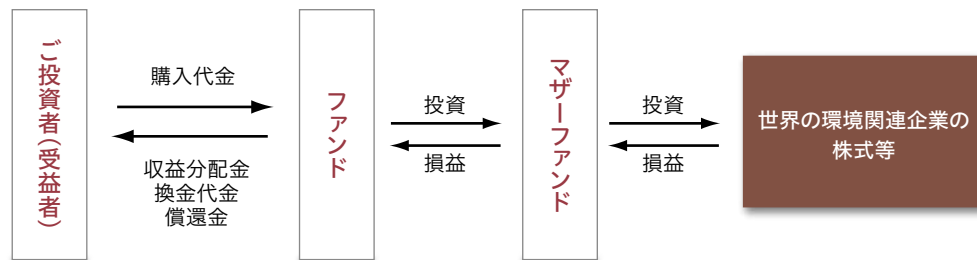 ご投資者(受益者)
購入代金
収益分配金
換金代金
償還金
ファンド
投資
損益
マザーファンド
投資
損益
世界の環境関連企業の
株式等